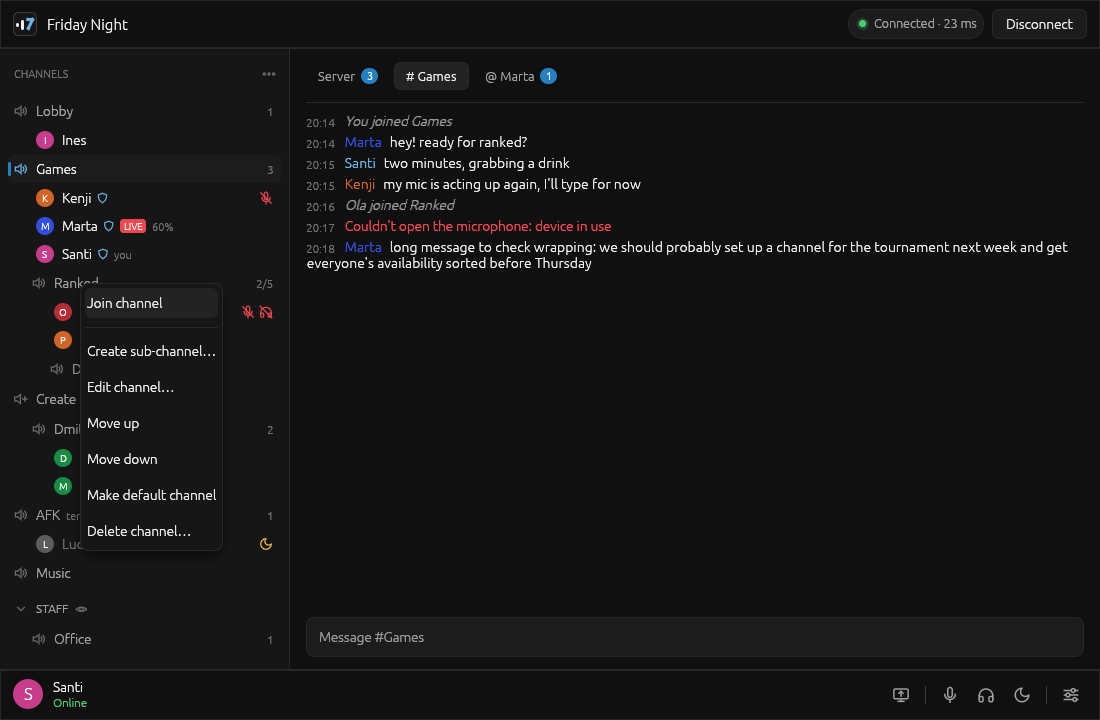 Friday Night
Connected · 23 ms
Disconnect
CHANNELS
Lobby 1
I Ines
Games 3
K Kenji
M Marta LIVE 60%
S Santi you
Ranked 2/5
O
P
D
Create
2
D
M
AFK 1
L
Music
STAFF
Office 1
Join channel
Create sub-channel…
Edit channel…
Move up
Move down
Make default channel
Delete channel…
Server 3
# Games
@ Marta 1
20:14 You joined Games
20:14 Marta hey! ready for ranked?
20:15 Santi two minutes, grabbing a drink
20:15 Kenji my mic is acting up again, I'll type for now
20:16 Ola joined Ranked
20:17 Couldn't open the microphone: device in use
20:18 Marta long message to check wrapping: we should probably set up a channel for the tournament next week and get
everyone's availability sorted before Thursday
Message #Games
S Santi
Online